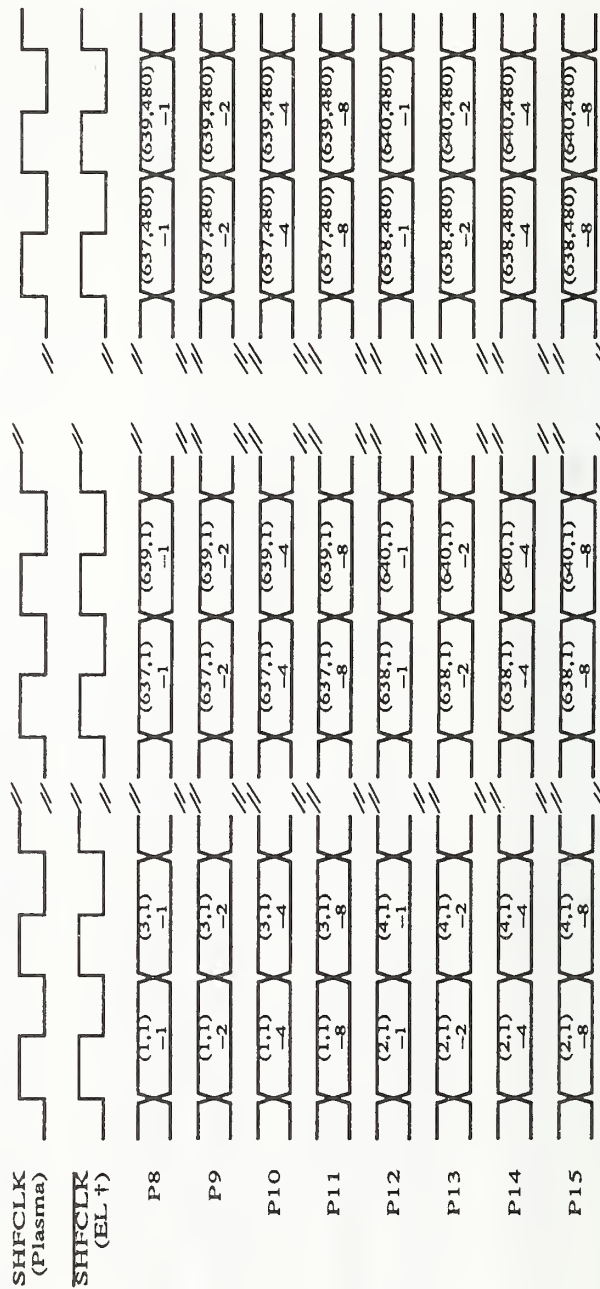 SHFCLK
(Plasma)
SHFCLK
(EL †)
(1,1) (3,1) (637,1) (639,1) (637,480) (639,480)
P8 –1 –1 –1 –1 –1 –1
(1,1) (3,1) (637,1) (639,1) (637,480) (639,480)
P9 –2 –2 –2 –2 –2 –2
(1,1) (3,1) (637,1) (639,1) (637,480) (639,480)
P10 –4 –4 –4 –4 –4 –4
(1,1) (3,1) (637,1) (639,1) (637,480) (639,480)
P11 –8 –8 –8 –8 –8 –8
(2,1) (4,1) (638,1) (640,1) (638,480) (640,480)
P12 –1 –1 –1 –1 –1 –1
(2,1) (4,1) (638,1) (640,1) (638,480) (640,480)
P13 –2 –2 –2 –2 –2 –2
(2,1) (4,1) (638,1) (640,1) (638,480) (640,480)
P14 –4 –4 –4 –4 –4 –4
(2,1) (4,1) (638,1) (640,1) (638,480) (640,480)
P15 –8 –8 –8 –8 –8 –8